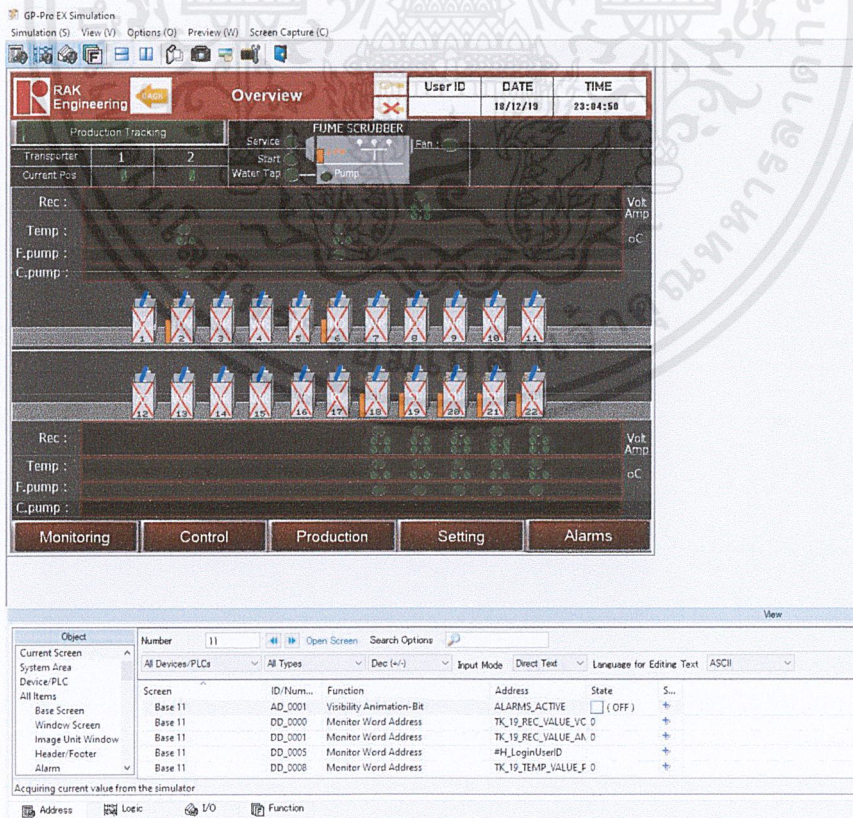 GP-Pro EX Simulation
Simulation (S) View (V) Options (O) Preview (W) Screen Capture (C)
RAK Engineering
BACK
Overview
User ID DATE TIME
18/12/19 23:04:50
Production Tracking
FUME SCRUBBER
Transporter 1 2
Service
Fan :
Start
Current Pos
Water Tap
Pump
Rec : Volt
Amp
Temp : oC
F.pump :
C.pump :
1 2 3 4 5 6 7 8 9 10 11
12 13 14 15 16 17 18 19 20 21 22
Rec : Volt
Amp
Temp : oC
F.pump :
C.pump :
Monitoring Control Production Setting Alarms
View
Object
Number 11 Open Screen Search Options
Current Screen
System Area
Device/PLC
All Items
Base Screen
Window Screen
Image Unit Window
Header/Footer
Alarm
All Devices/PLCs All Types Dec (+/-) Input Mode Direct Text Language for Editing Text ASCII
Screen ID/Num... Function Address State S...
Base 11 AD_0001 Visibility Animation-Bit ALARMS_ACTIVE ( OFF )
Base 11 DD_0000 Monitor Word Address TK_19_REC_VALUE_VC 0
Base 11 DD_0001 Monitor Word Address TK_19_REC_VALUE_AN 0
Base 11 DD_0005 Monitor Word Address #H_LoginUserID
Base 11 DD_0008 Monitor Word Address TK_19_TEMP_VALUE_F 0
Acquiring current value from the simulator
Address Logic I/O Function